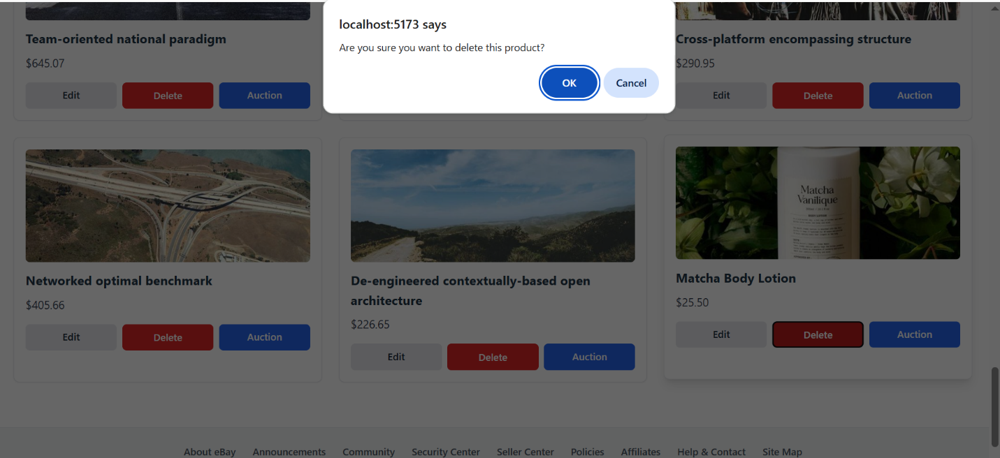 localhost:5173 says
Are you sure you want to delete this product?
OK
Cancel
Team-oriented national paradigm
$645.07
Edit
Delete
Auction
Cross-platform encompassing structure
$290.95
Edit
Delete
Auction
Networked optimal benchmark
$405.66
Edit
Delete
Auction
De-engineered contextually-based open
architecture
$226.65
Edit
Delete
Auction
Matcha
Vanilique
BODY LOTION
Matcha Body Lotion
$25.50
Edit
Delete
Auction
About eBay Announcements Community Security Center Seller Center Policies Affiliates Help & Contact Site Map